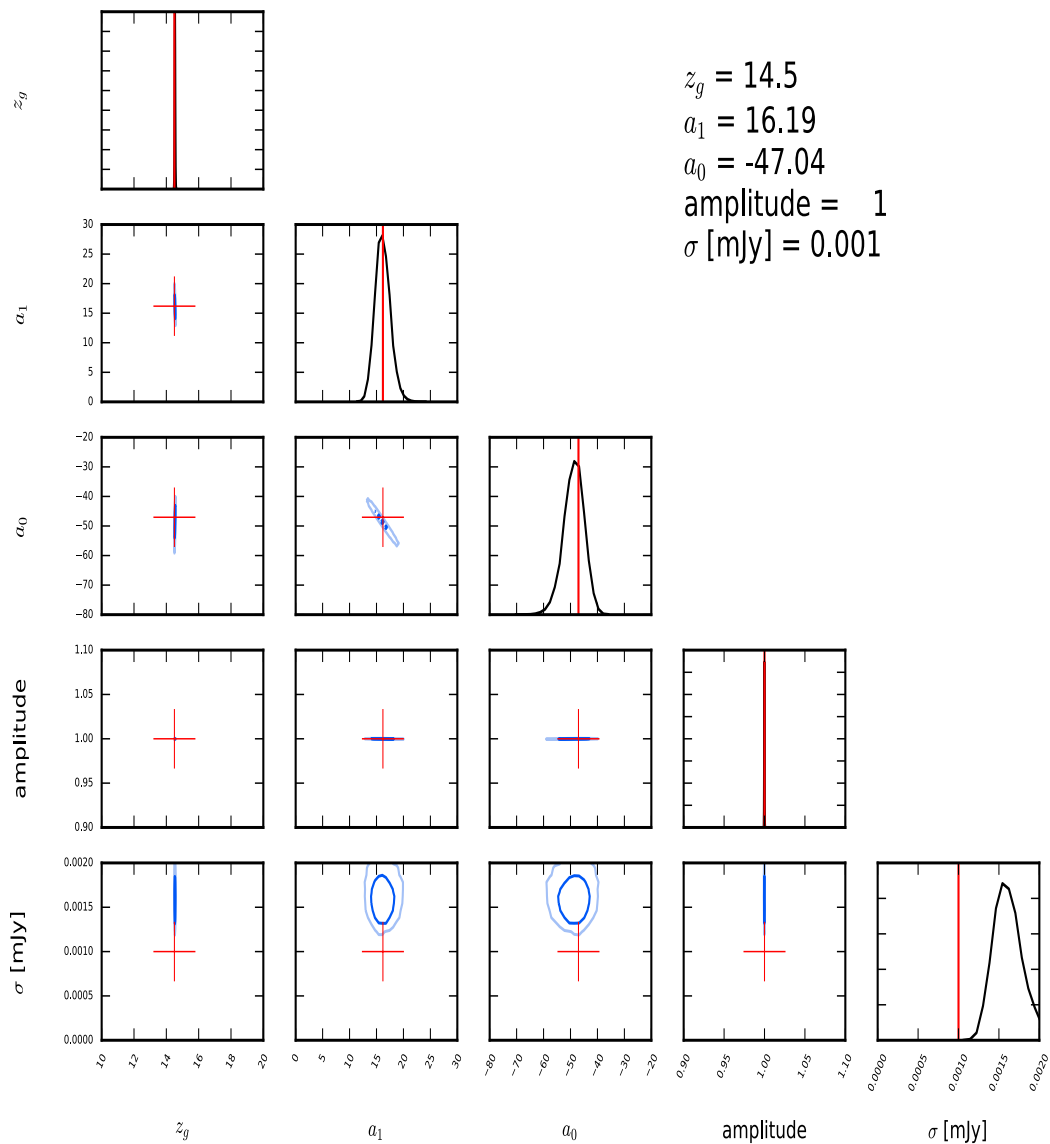 z_g = 14.5
a_1 = 16.19
a_0 = -47.04
amplitude = 1
σ [mJy] = 0.001
z_g
a_1
30
25
20
15
10
5
0
a_0
−20
−30
−40
−50
−60
−70
−80
amplitude
1.10
1.05
1.00
0.95
0.90
σ [mJy]
0.0020
0.0015
0.0010
0.0005
0.0000
10 12 14 16 18 20
0 5 10 15 20 25 30
−80 −70 −60 −50 −40 −30 −20
0.90 0.95 1.00 1.05 1.10
0.0000 0.0005 0.0010 0.0015 0.0020
z_g a_1 a_0 amplitude σ [mJy]